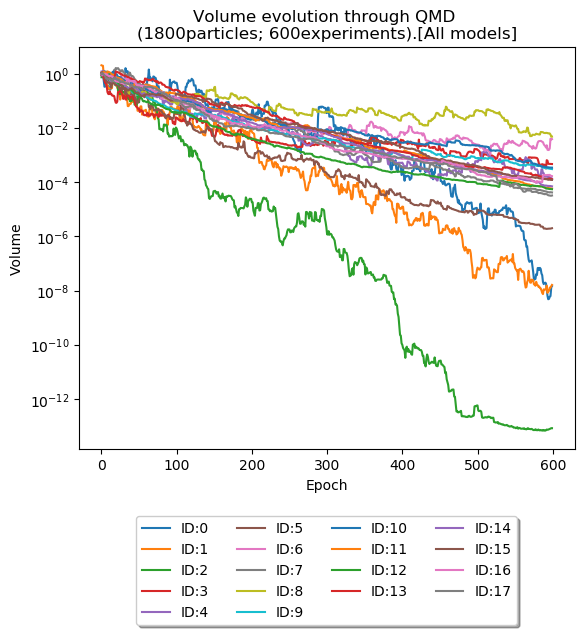 Volume evolution through QMD
(1800particles; 600experiments).[All models]
10^0
10^-2
10^-4
10^-6
10^-8
10^-10
10^-12
Volume
0 100 200 300 400 500 600
Epoch
ID:0 ID:5 ID:10 ID:14
ID:1 ID:6 ID:11 ID:15
ID:2 ID:7 ID:12 ID:16
ID:3 ID:8 ID:13 ID:17
ID:4 ID:9